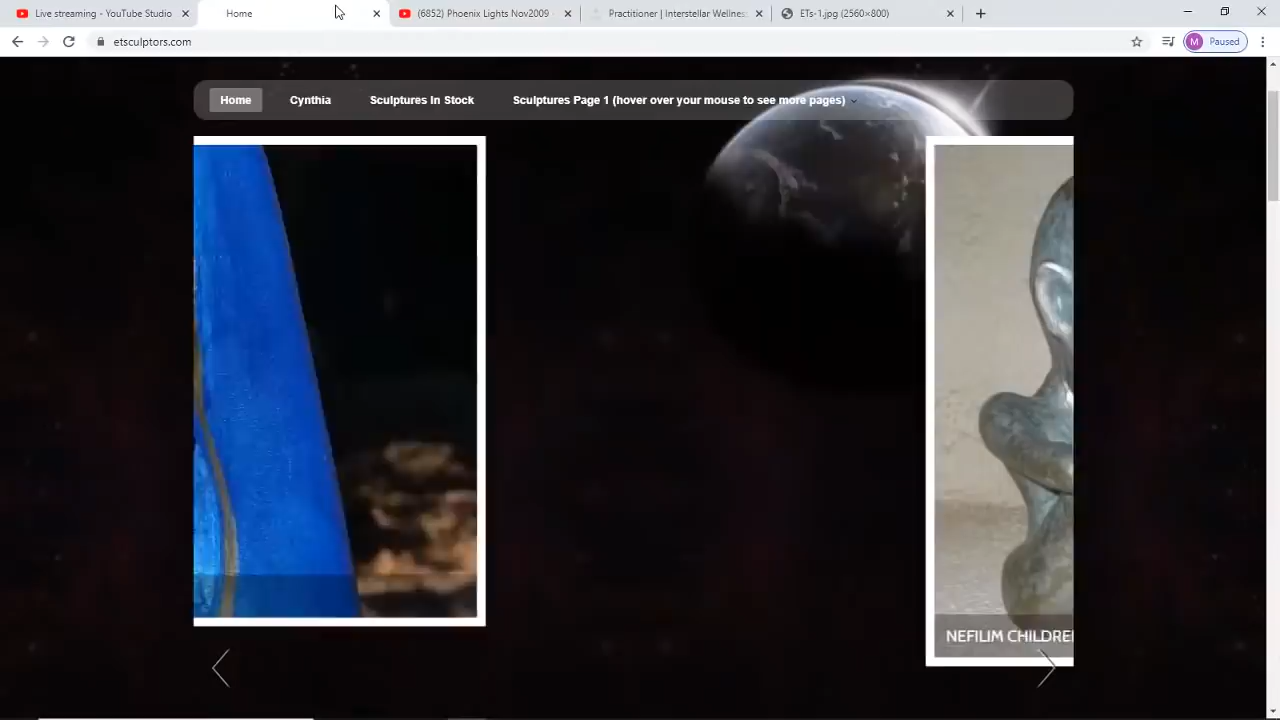 Live streaming - YouTube Studio
Home
(6852) Phoenix Lights Nov2009 -
Practitioner | Interstellar Wellnes
ETs-1.jpg (2560×800)
etsculptors.com
M Paused
Home
Cynthia
Sculptures In Stock
Sculptures Page 1 (hover over your mouse to see more pages)
NEFILIM CHILDRE